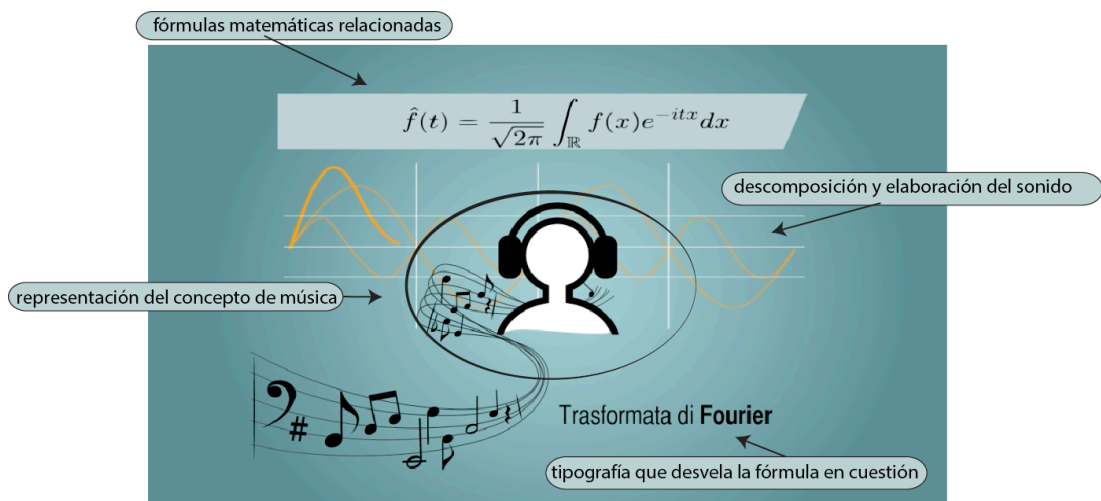 fórmulas matemáticas relacionadas
f̂(t) = 1/√2π ∫ℝ f(x)e^{-itx}dx
descomposición y elaboración del sonido
representación del concepto de música
Trasformata di Fourier
tipografía que desvela la fórmula en cuestión